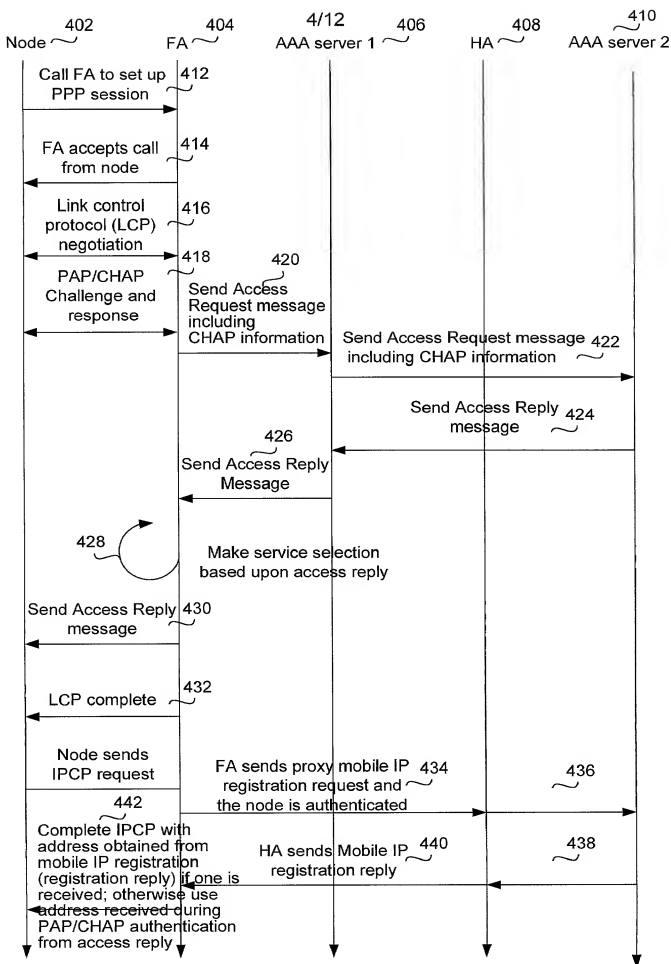 4/12
410
Node 402
FA 404
AAA server 1 406
HA 408
AAA server 2
Call FA to set up
PPP session
412
FA accepts call
from node
414
Link control
protocol (LCP)
negotiation
416
PAP/CHAP
Challenge and
response
418
420
Send Access
Request message
including
CHAP information
Send Access Request message
including CHAP information
422
Send Access Reply
message
424
426
Send Access Reply
Message
428
Make service selection
based upon access reply
Send Access Reply
message
430
LCP complete
432
Node sends
IPCP request
FA sends proxy mobile IP
registration request and
the node is authenticated
434
436
442
Complete IPCP with
address obtained from
mobile IP registration
(registration reply) if one is
received; otherwise use
address received during
PAP/CHAP authentication
from access reply
HA sends Mobile IP
registration reply
440
438